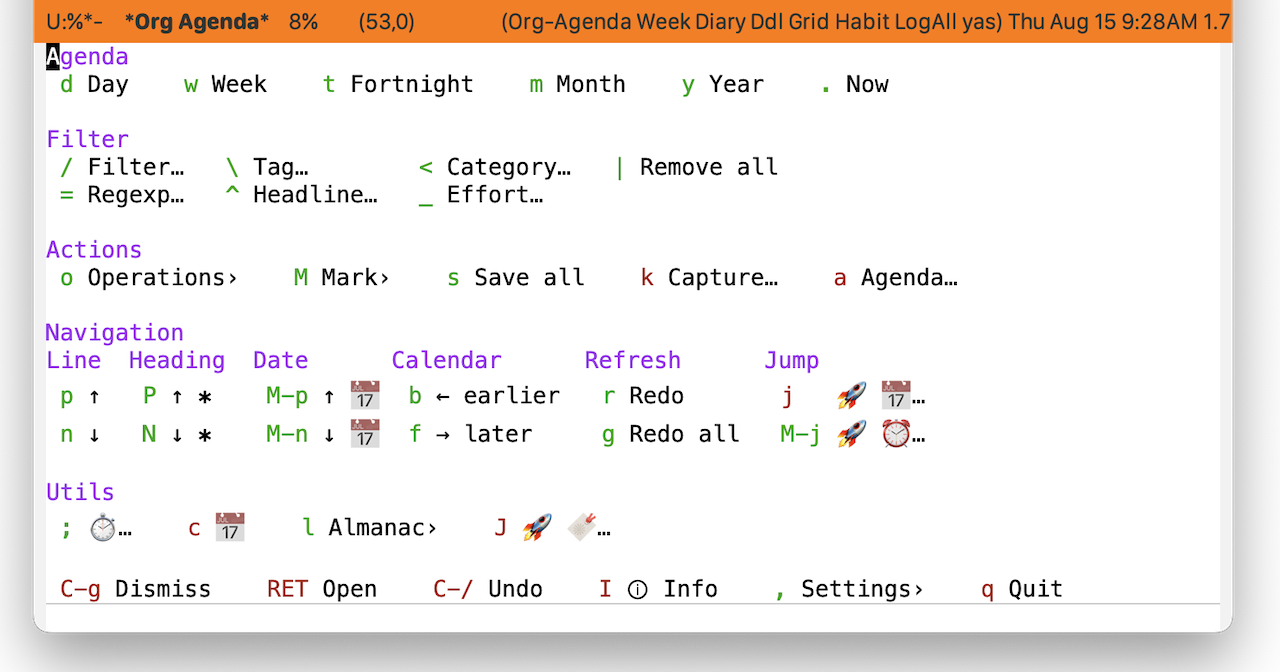 U:%*-  *Org Agenda*  8%  (53,0)  (Org-Agenda Week Diary Ddl Grid Habit LogAll yas) Thu Aug 15 9:28AM 1.7
Agenda
d Day  w Week  t Fortnight  m Month  y Year  . Now
Filter
/ Filter…  \ Tag…  < Category…  | Remove all
= Regexp…  ^ Headline…  _ Effort…
Actions
o Operations›  M Mark›  s Save all  k Capture…  a Agenda…
Navigation
Line  Heading  Date  Calendar  Refresh  Jump
p ↑  P ↑ *  M-p ↑ 📅  b ← earlier  r Redo  j 🚀 📅…
n ↓  N ↓ *  M-n ↓ 📅  f → later  g Redo all  M-j 🚀 ⏰…
Utils
; ⏱…  c 📅  l Almanac›  J 🚀 🔖…
C-g Dismiss  RET Open  C-/ Undo  I ⓘ Info  , Settings›  q Quit